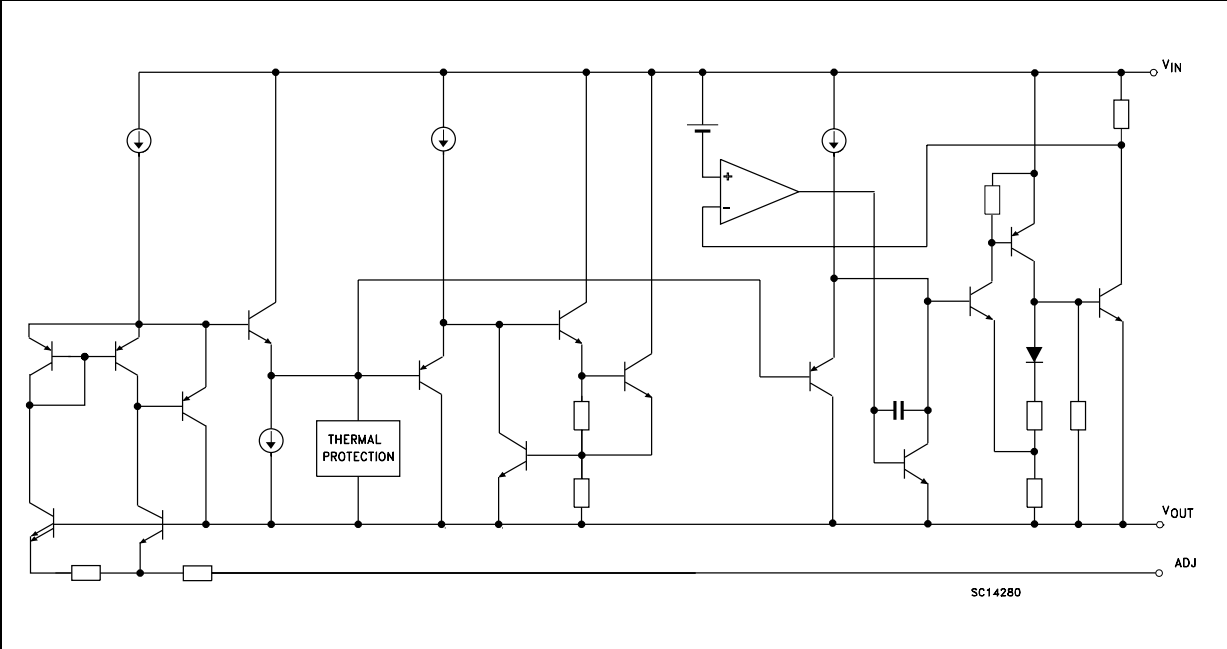 VIN
+
-
THERMAL
PROTECTION
VOUT
ADJ
SC14280